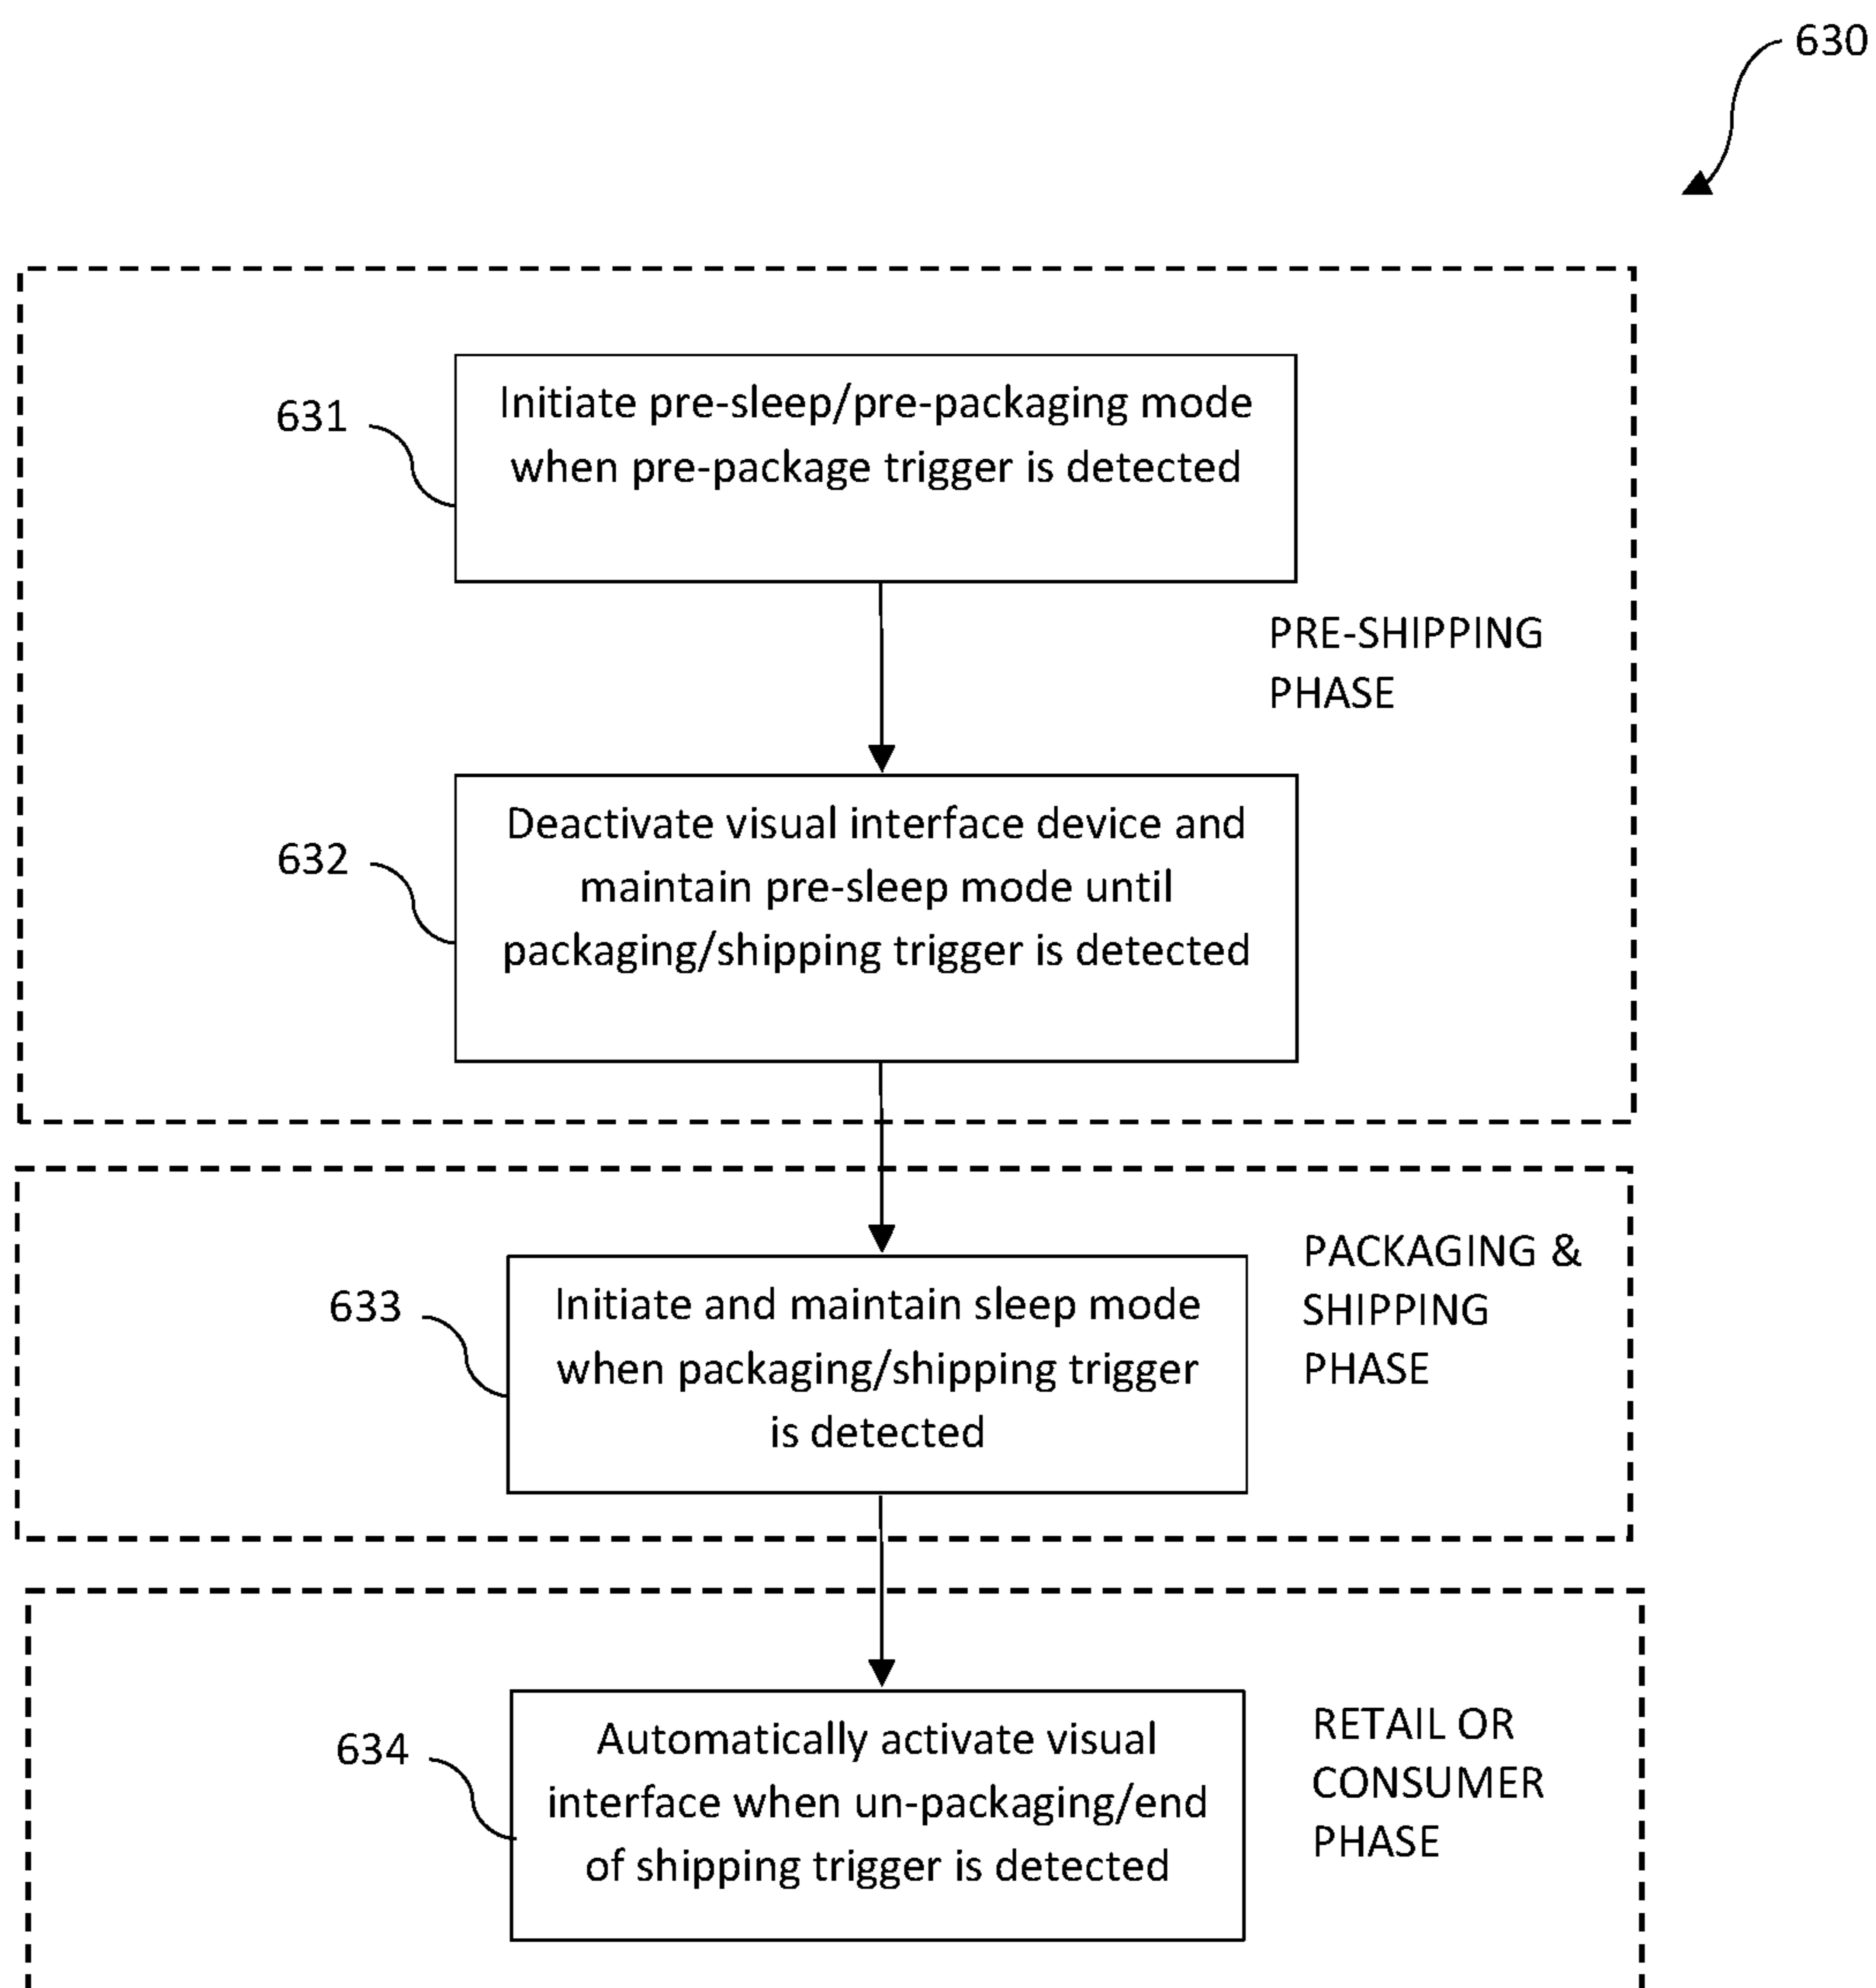 630
631
Initiate pre-sleep/pre-packaging mode
when pre-package trigger is detected
PRE-SHIPPING
PHASE
632
Deactivate visual interface device and
maintain pre-sleep mode until
packaging/shipping trigger is detected
633
Initiate and maintain sleep mode
when packaging/shipping trigger
is detected
PACKAGING &
SHIPPING
PHASE
634
Automatically activate visual
interface when un-packaging/end
of shipping trigger is detected
RETAIL OR
CONSUMER
PHASE